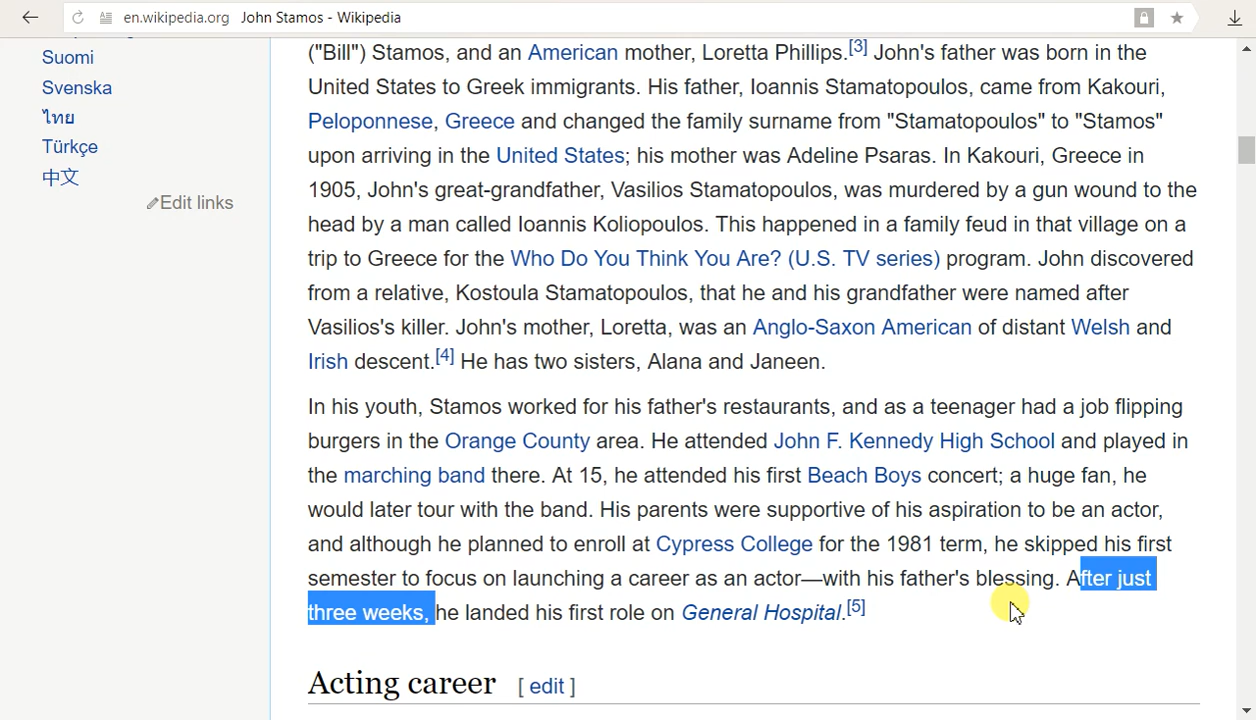 en.wikipedia.org John Stamos - Wikipedia
Suomi
Svenska
ไทย
Türkçe
中文
Edit links
("Bill") Stamos, and an American mother, Loretta Phillips.[3] John's father was born in the
United States to Greek immigrants. His father, Ioannis Stamatopoulos, came from Kakouri,
Peloponnese, Greece and changed the family surname from "Stamatopoulos" to "Stamos"
upon arriving in the United States; his mother was Adeline Psaras. In Kakouri, Greece in
1905, John's great-grandfather, Vasilios Stamatopoulos, was murdered by a gun wound to the
head by a man called Ioannis Koliopoulos. This happened in a family feud in that village on a
trip to Greece for the Who Do You Think You Are? (U.S. TV series) program. John discovered
from a relative, Kostoula Stamatopoulos, that he and his grandfather were named after
Vasilios's killer. John's mother, Loretta, was an Anglo-Saxon American of distant Welsh and
Irish descent.[4] He has two sisters, Alana and Janeen.
In his youth, Stamos worked for his father's restaurants, and as a teenager had a job flipping
burgers in the Orange County area. He attended John F. Kennedy High School and played in
the marching band there. At 15, he attended his first Beach Boys concert; a huge fan, he
would later tour with the band. His parents were supportive of his aspiration to be an actor,
and although he planned to enroll at Cypress College for the 1981 term, he skipped his first
semester to focus on launching a career as an actor—with his father's blessing. After just
three weeks, he landed his first role on General Hospital.[5]
Acting career [ edit ]